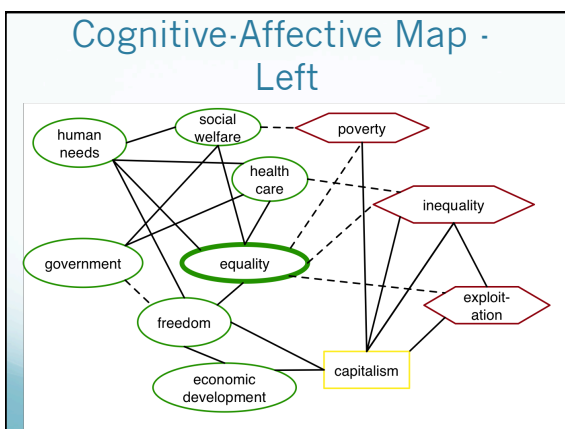 Cognitive-Affective Map -
Left
social
welfare
poverty
human
needs
health
care
inequality
government
equality
exploit-
ation
freedom
capitalism
economic
development